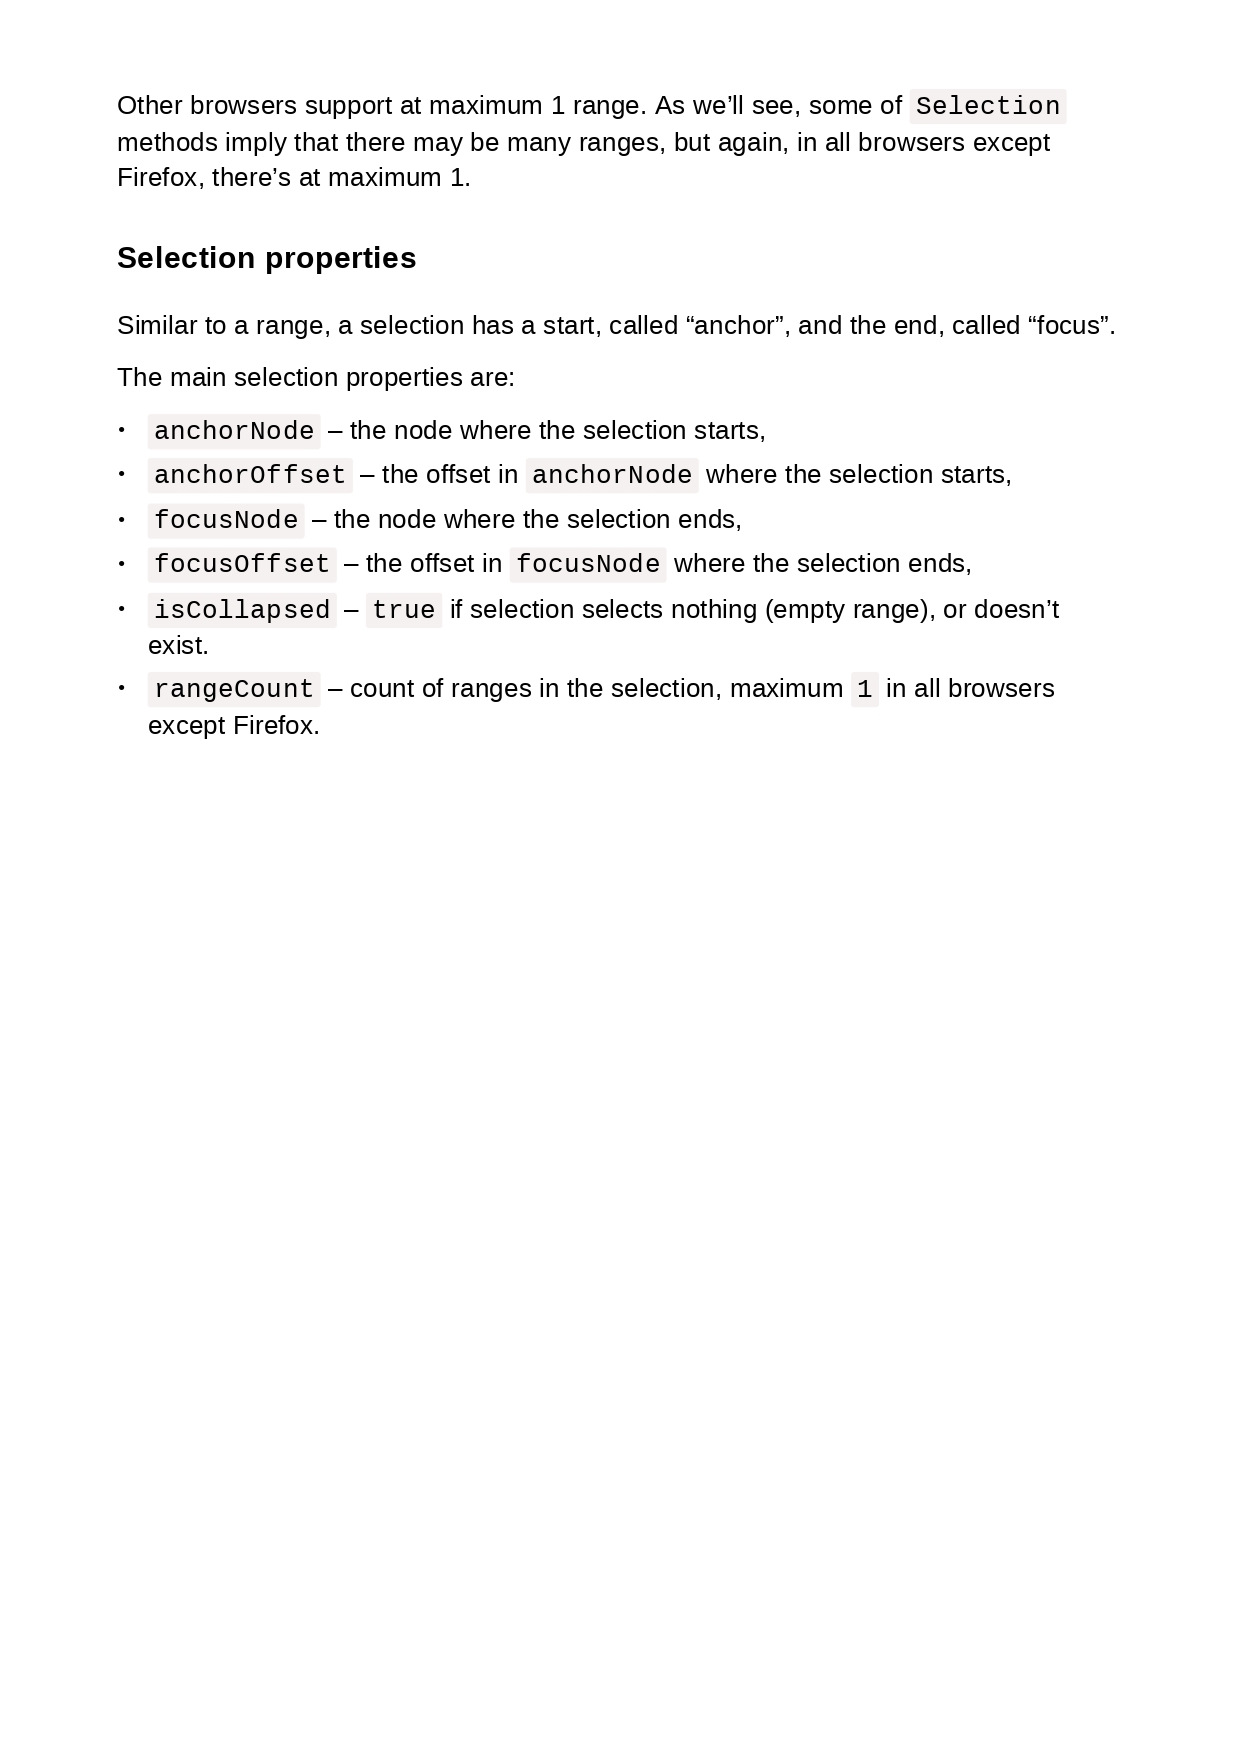 Other browsers support at maximum 1 range. As we’ll see, some of Selection
methods imply that there may be many ranges, but again, in all browsers except
Firefox, there’s at maximum 1.
Selection properties
Similar to a range, a selection has a start, called “anchor”, and the end, called “focus”.
The main selection properties are:
• anchorNode – the node where the selection starts,
• anchorOffset – the offset in anchorNode where the selection starts,
• focusNode – the node where the selection ends,
• focusOffset – the offset in focusNode where the selection ends,
• isCollapsed – true if selection selects nothing (empty range), or doesn’t
exist.
• rangeCount – count of ranges in the selection, maximum 1 in all browsers
except Firefox.